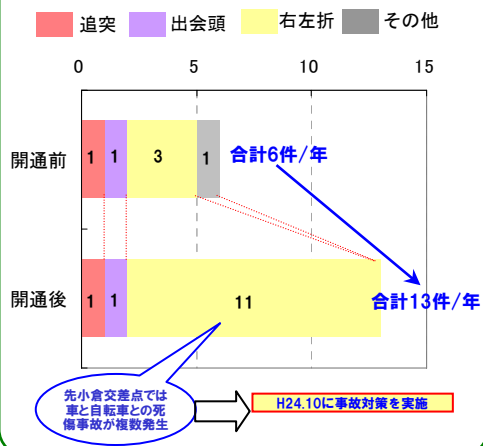 追突 出会頭 右左折 その他
0 5 10 15
開通前 1 1 3 1 合計6件/年
開通後 1 1 11 合計13件/年
先小倉交差点では
車と自転車との死
傷事故が複数発生
H24.10に事故対策を実施